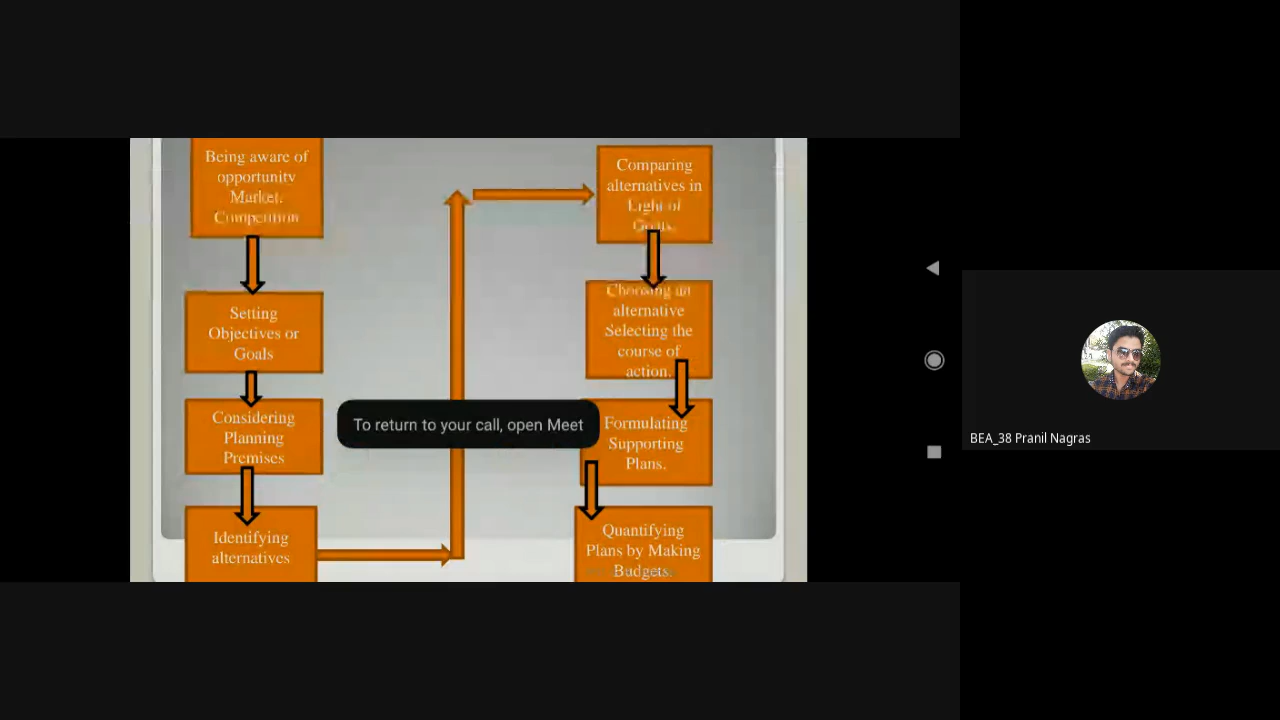 Being aware of
opportunity
Market.
Competition
Setting
Objectives or
Goals
Considering
Planning
Premises
Identifying
alternatives
Comparing
alternatives in
Light of
Goals.
Choosing an
alternative
Selecting the
course of
action.
Formulating
Supporting
Plans.
Quantifying
Plans by Making
Budgets.
To return to your call, open Meet
BEA_38 Pranil Nagras